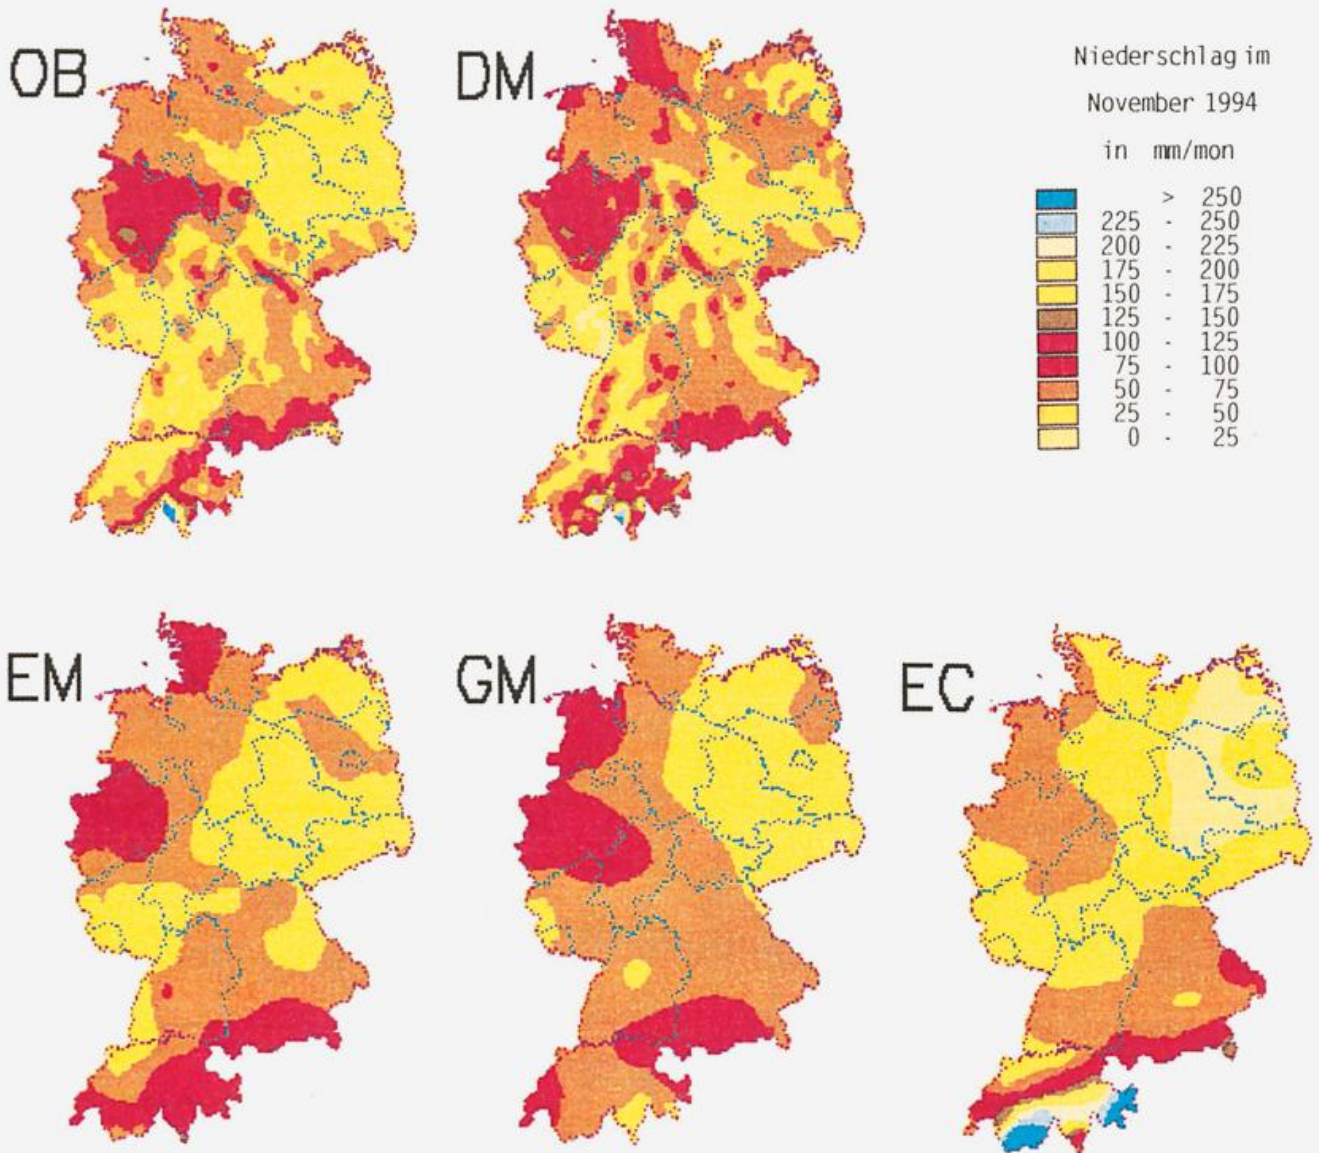 OB
DM
Niederschlag im
November 1994
in mm/mon
> 250
225 - 250
200 - 225
175 - 200
150 - 175
125 - 150
100 - 125
75 - 100
50 - 75
25 - 50
0 - 25
EM
GM
EC